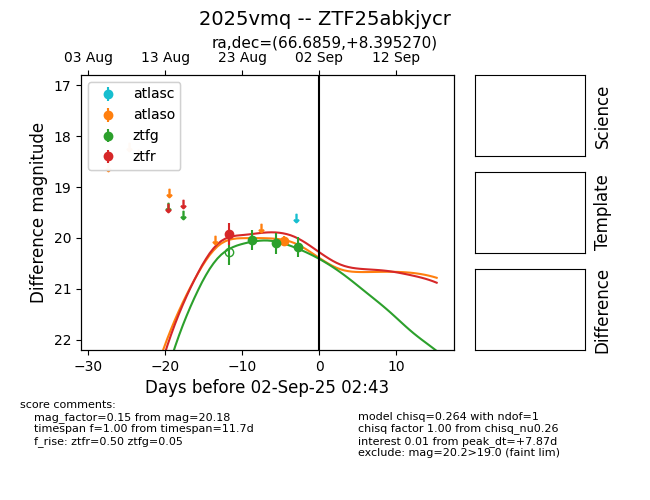 2025vmq -- ZTF25abkjycr
ra,dec=(66.6859,+8.395270)
03 Aug 13 Aug 23 Aug 02 Sep 12 Sep
atlasc
atlaso
ztfg
ztfr
17
18
19
20
21
22
Difference magnitude
−30 −20 −10 0 10
Days before 02-Sep-25 02:43
Science
Template
Difference
score comments:
mag_factor=0.15 from mag=20.18
timespan f=1.00 from timespan=11.7d
f_rise: ztfr=0.50 ztfg=0.05
model chisq=0.264 with ndof=1
chisq factor 1.00 from chisq_nu0.26
interest 0.01 from peak_dt=+7.87d
exclude: mag=20.2>19.0 (faint lim)